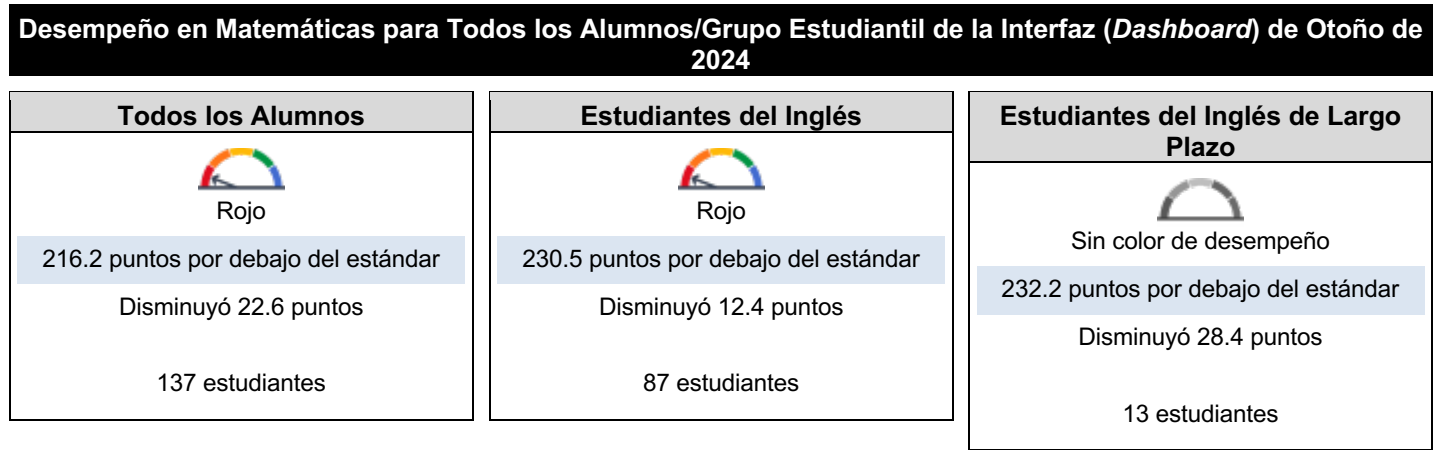 Desempeño en Matemáticas para Todos los Alumnos/Grupo Estudiantil de la Interfaz (Dashboard) de Otoño de
2024
Todos los Alumnos
Rojo
216.2 puntos por debajo del estándar
Disminuyó 22.6 puntos
137 estudiantes
Estudiantes del Inglés
Rojo
230.5 puntos por debajo del estándar
Disminuyó 12.4 puntos
87 estudiantes
Estudiantes del Inglés de Largo
Plazo
Sin color de desempeño
232.2 puntos por debajo del estándar
Disminuyó 28.4 puntos
13 estudiantes